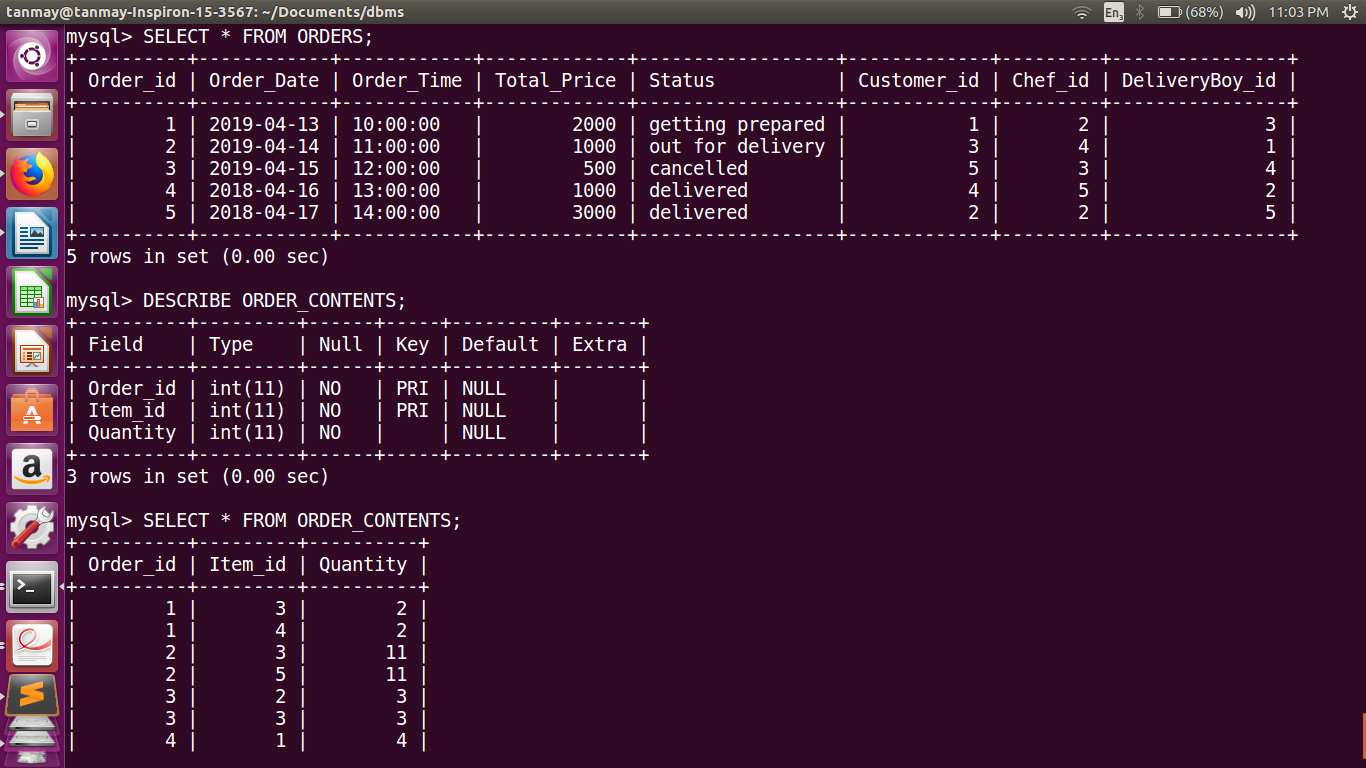 tanmay@tanmay-Inspiron-15-3567: ~/Documents/dbms En3 (68%) 11:03 PM
mysql> SELECT * FROM ORDERS;
+----------+------------+------------+-------------+------------------+-------------+---------+----------------+
| Order_id | Order_Date | Order_Time | Total_Price | Status           | Customer_id | Chef_id | DeliveryBoy_id |
+----------+------------+------------+-------------+------------------+-------------+---------+----------------+
|        1 | 2019-04-13 | 10:00:00   |        2000 | getting prepared |           1 |       2 |              3 |
|        2 | 2019-04-14 | 11:00:00   |        1000 | out for delivery |           3 |       4 |              1 |
|        3 | 2019-04-15 | 12:00:00   |         500 | cancelled        |           5 |       3 |              4 |
|        4 | 2018-04-16 | 13:00:00   |        1000 | delivered        |           4 |       5 |              2 |
|        5 | 2018-04-17 | 14:00:00   |        3000 | delivered        |           2 |       2 |              5 |
+----------+------------+------------+-------------+------------------+-------------+---------+----------------+
5 rows in set (0.00 sec)
mysql> DESCRIBE ORDER_CONTENTS;
+----------+---------+------+-----+---------+-------+
| Field    | Type    | Null | Key | Default | Extra |
+----------+---------+------+-----+---------+-------+
| Order_id | int(11) | NO   | PRI | NULL    |       |
| Item_id  | int(11) | NO   | PRI | NULL    |       |
| Quantity | int(11) | NO   |     | NULL    |       |
+----------+---------+------+-----+---------+-------+
3 rows in set (0.00 sec)
mysql> SELECT * FROM ORDER_CONTENTS;
+----------+---------+----------+
| Order_id | Item_id | Quantity |
+----------+---------+----------+
|        1 |       3 |        2 |
|        1 |       4 |        2 |
|        2 |       3 |       11 |
|        2 |       5 |       11 |
|        3 |       2 |        3 |
|        3 |       3 |        3 |
|        4 |       1 |        4 |